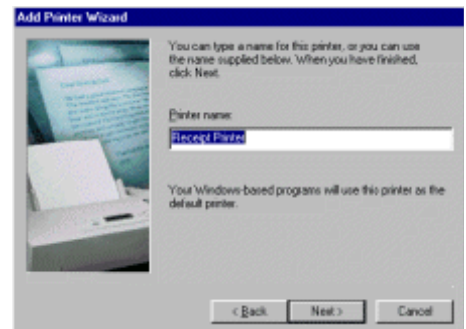 Add Printer Wizard
You can type a name for this printer, or you can use
the name supplied below. When you have finished,
click Next.
Printer name:
Receipt Printer
Your Windows-based programs will use this printer as the
default printer.
< Back
Next >
Cancel